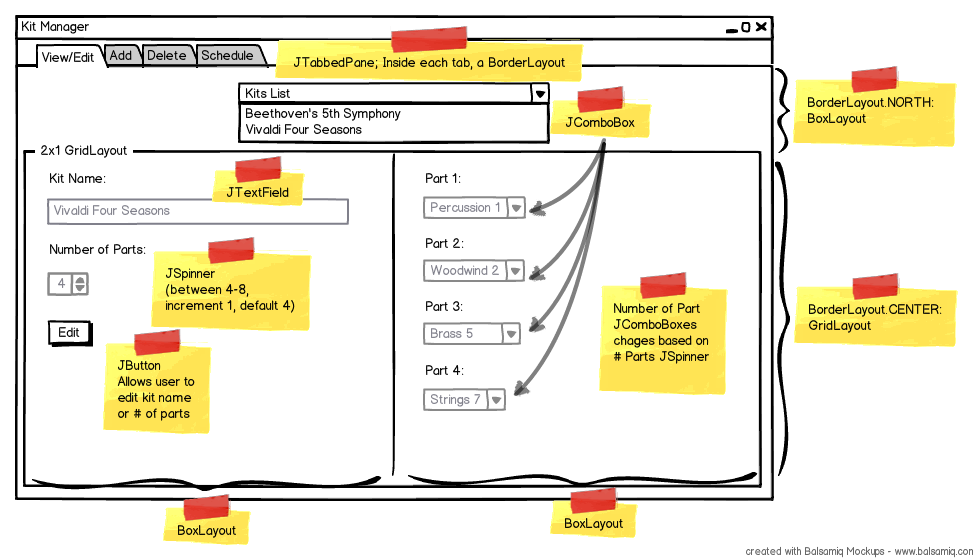 Kit Manager
View/Edit
Add
Delete
Schedule
JTabbedPane; Inside each tab, a BorderLayout
Kits List
Beethoven's 5th Symphony
Vivaldi Four Seasons
JComboBox
BorderLayout.NORTH:
BoxLayout
2x1 GridLayout
Kit Name:
JTextField
Vivaldi Four Seasons
Number of Parts:
4
JSpinner
(between 4-8,
increment 1, default 4)
Edit
JButton
Allows user to
edit kit name
or # of parts
Part 1:
Percussion 1
Part 2:
Woodwind 2
Part 3:
Brass 5
Part 4:
Strings 7
Number of Part
JComboBoxes
chages based on
# Parts JSpinner
BorderLayout.CENTER:
GridLayout
BoxLayout
BoxLayout
created with Balsamiq Mockups - www.balsamiq.con